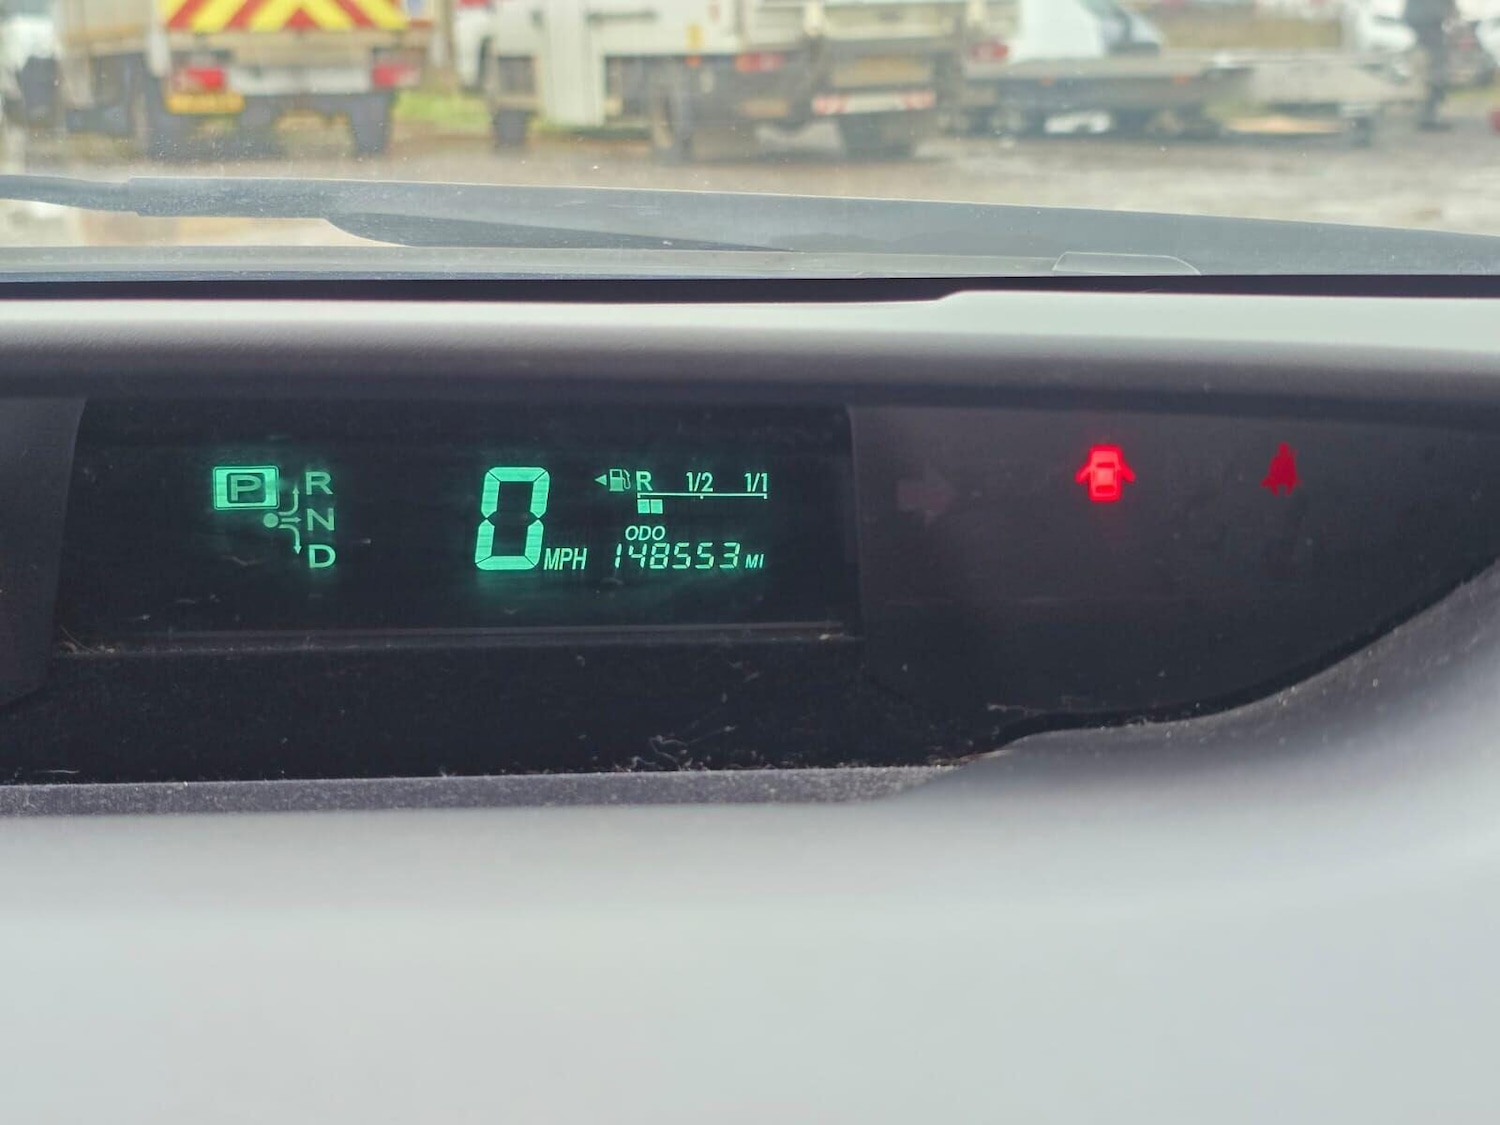 P R
N
D
0 MPH
R 1/2 1/1
ODO
148553 MI